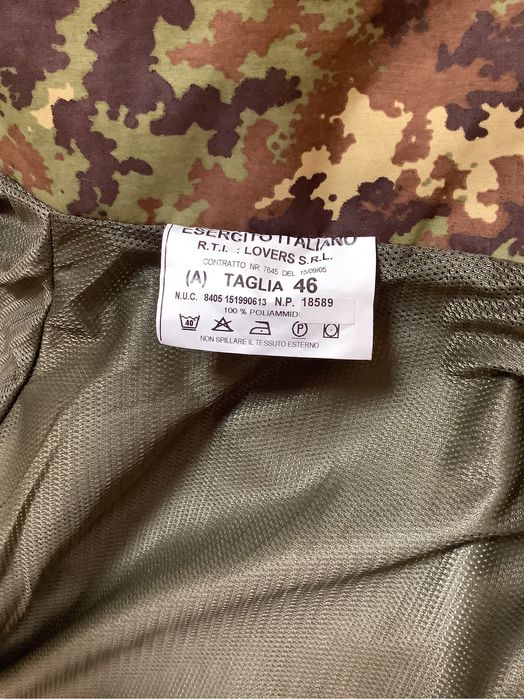 ESERCITO ITALIANO
R.T.I. : LOVERS S.R.L.
CONTRATTO NR. 7645 DEL 15/09/05
(A) TAGLIA 46
N.U.C. 8405 151990613 N.P. 18589
100 % POLIAMMIDI
40 P
NON SPILLARE IL TESSUTO ESTERNO